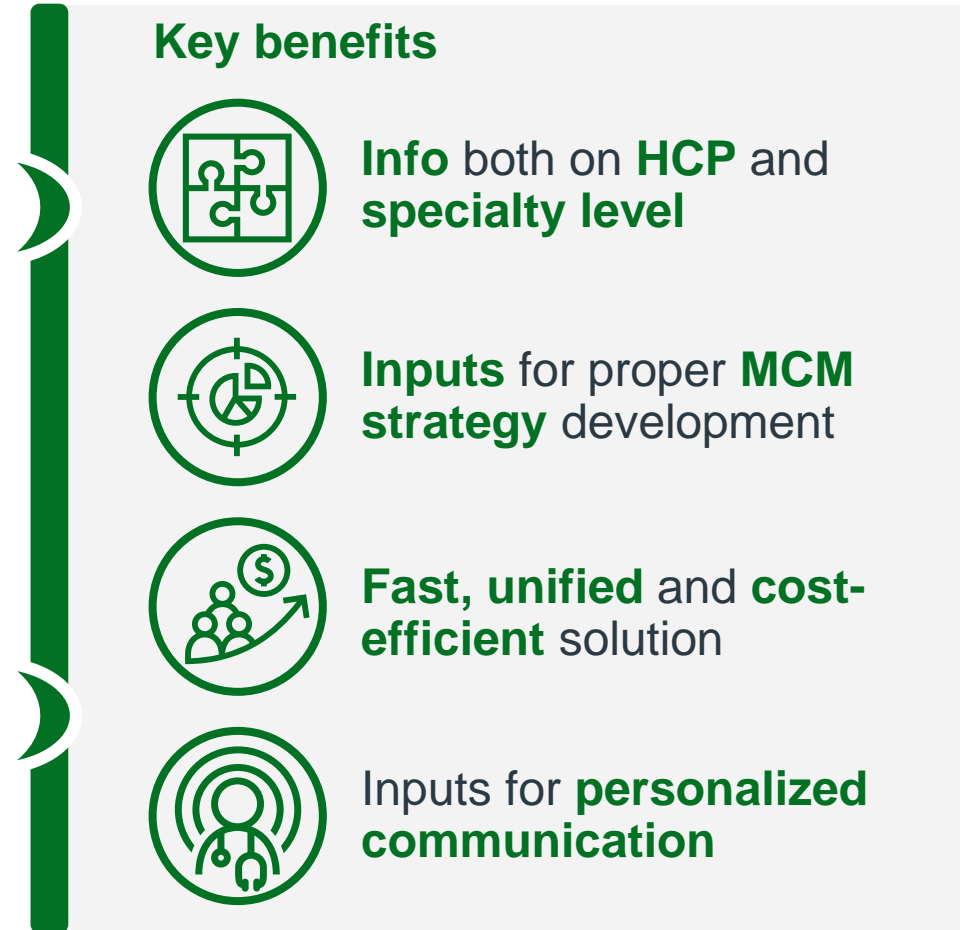 Key benefits
Info both on HCP and
specialty level
Inputs for proper MCM
strategy development
$
Fast, unified and cost-
efficient solution
Inputs for personalized
communication